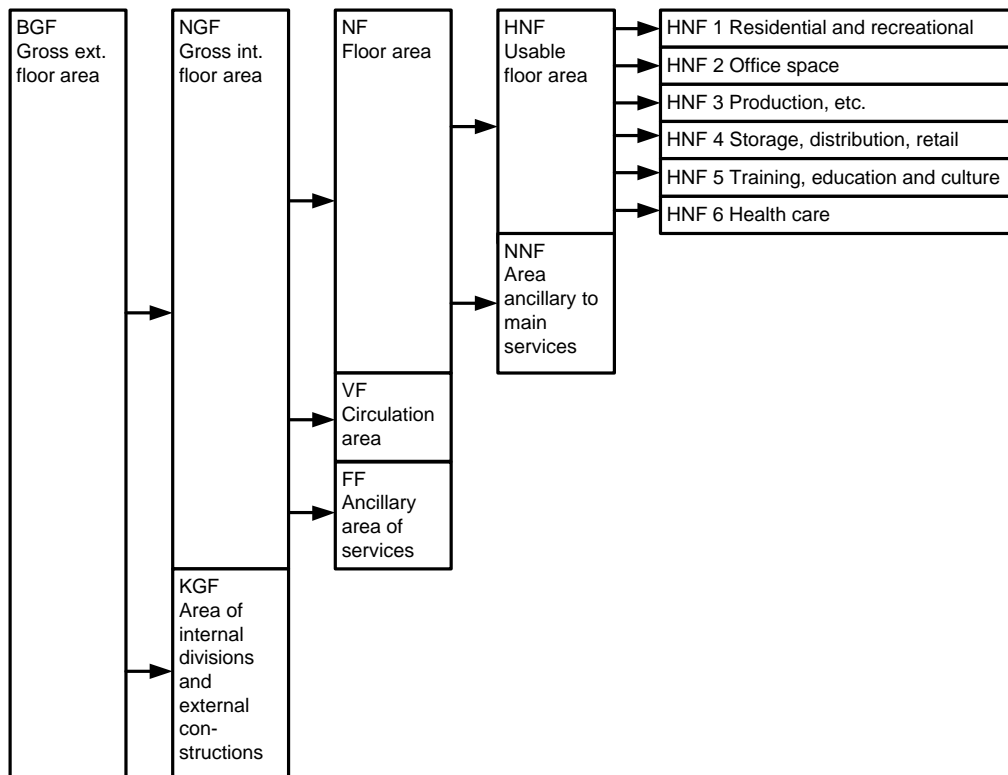 BGF
Gross ext.
floor area
NGF
Gross int.
floor area
KGF
Area of
internal
divisions
and
external
con-
structions
NF
Floor area
VF
Circulation
area
FF
Ancillary
area of
services
HNF
Usable
floor area
NNF
Area
ancillary to
main
services
HNF 1 Residential and recreational
HNF 2 Office space
HNF 3 Production, etc.
HNF 4 Storage, distribution, retail
HNF 5 Training, education and culture
HNF 6 Health care